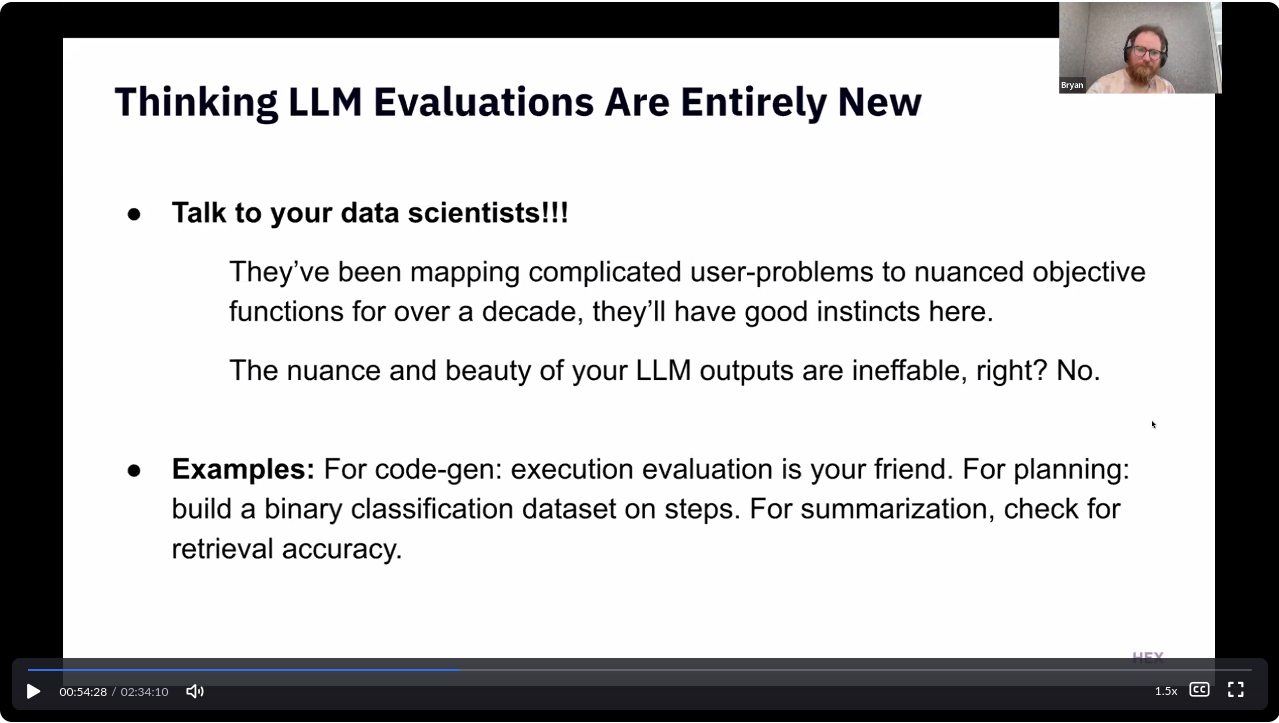 Bryan
Thinking LLM Evaluations Are Entirely New
● Talk to your data scientists!!!
They’ve been mapping complicated user-problems to nuanced objective
functions for over a decade, they’ll have good instincts here.
The nuance and beauty of your LLM outputs are ineffable, right? No.
● Examples: For code-gen: execution evaluation is your friend. For planning:
build a binary classification dataset on steps. For summarization, check for
retrieval accuracy.
HEX
00:54:28 / 02:34:10
1.5x
CC